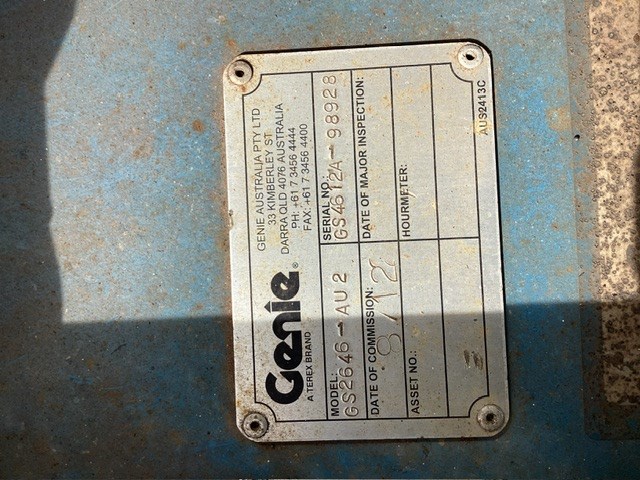 Genie®
A TEREX BRAND
GENIE AUSTRALIA PTY LTD
33 KIMBERLEY ST
DARRA QLD 4076 AUSTRALIA
PH: +61 7 3456 4444
FAX: +61 7 3456 4400
MODEL:
GS2646-AU2
SERIAL NO.:
GS4612A-98928
DATE OF COMMISSION:
8/12
DATE OF MAJOR INSPECTION:
ASSET NO.:
HOURMETER:
AUS2413C